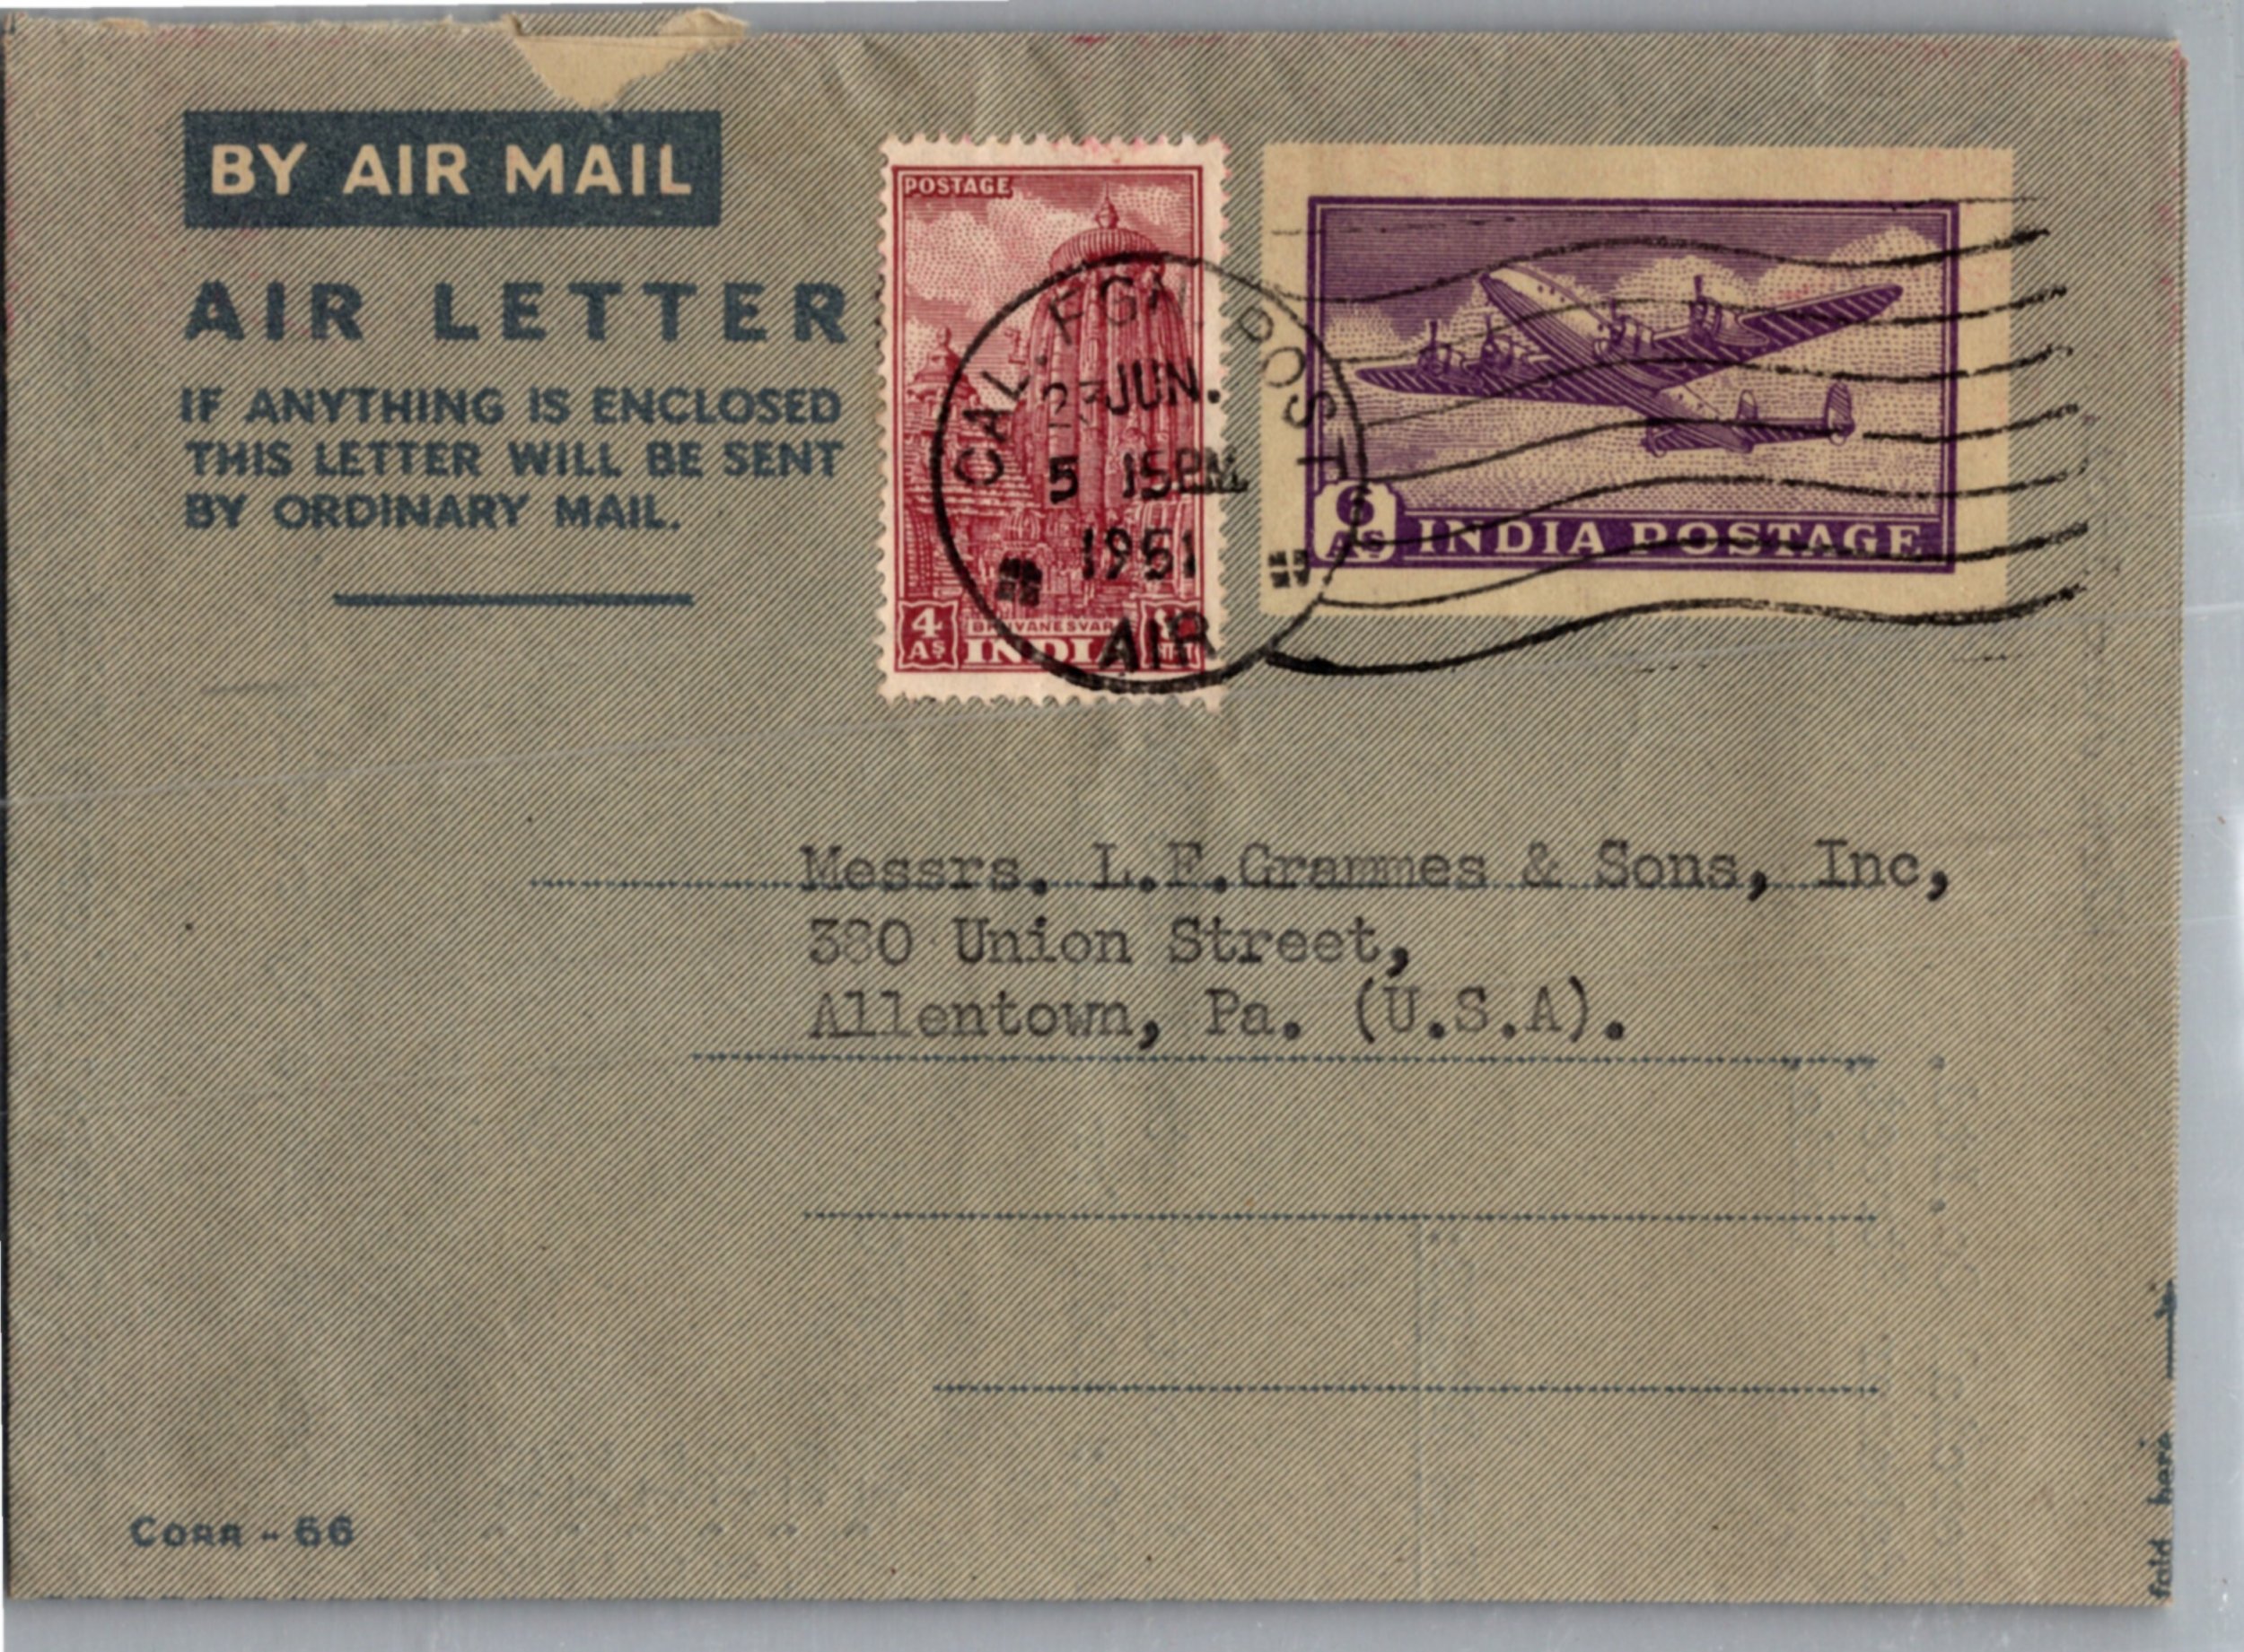 BY AIR MAIL
AIR LETTER
IF ANYTHING IS ENCLOSED
THIS LETTER WILL BE SENT
BY ORDINARY MAIL.
POSTAGE
4
AS
BHUVANESVARA
INDIA
CAL. FGN. POST
JUN.
5 15PM
1951
AIR
6
AS
INDIA POSTAGE
Messrs. L.F.Grammes & Sons, Inc,
380 Union Street,
Allentown, Pa. (U.S.A).
CORR - 66
fold here